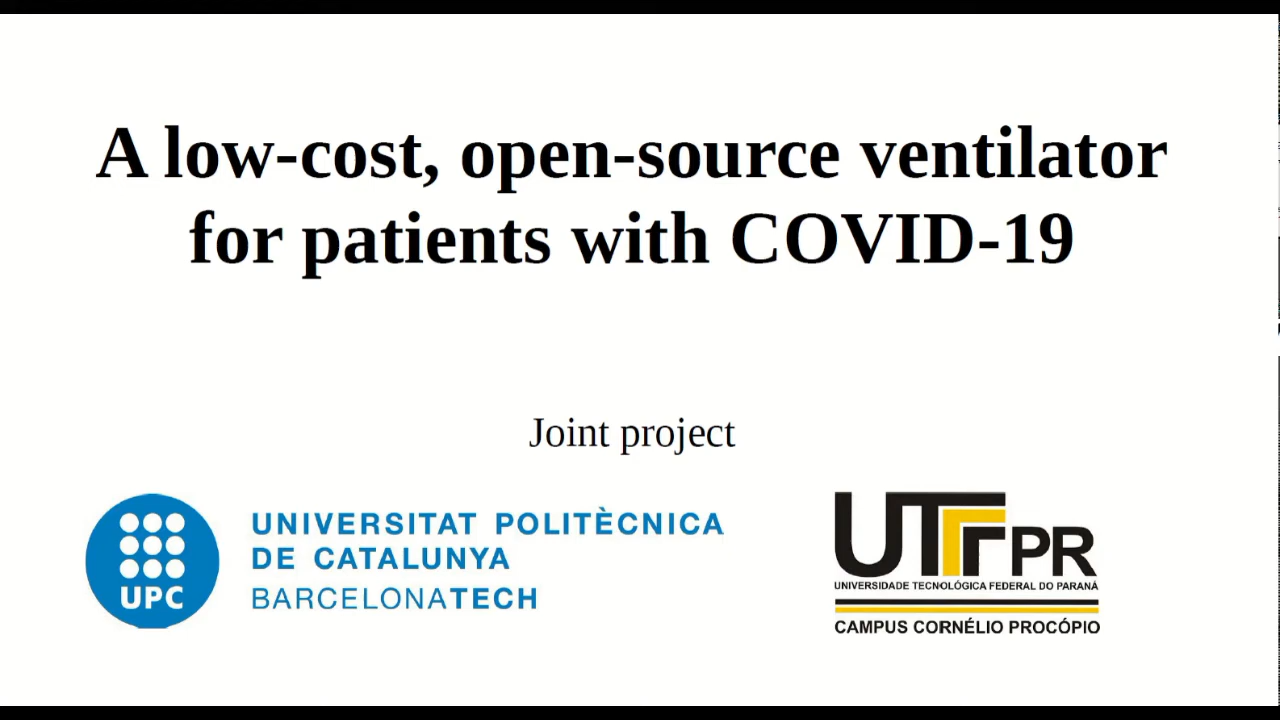 A low-cost, open-source ventilator
for patients with COVID-19
Joint project
UPC
UNIVERSITAT POLITÈCNICA
DE CATALUNYA
BARCELONATECH
UTFPR
UNIVERSIDADE TECNOLÓGICA FEDERAL DO PARANÁ
CAMPUS CORNÉLIO PROCÓPIO